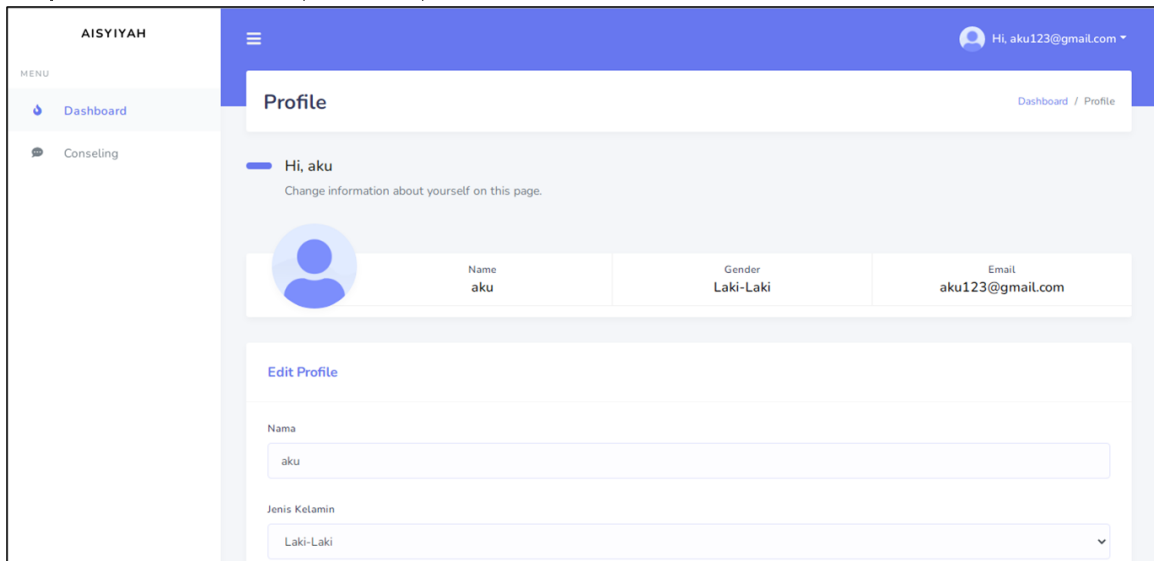 AISYIYAH
Hi, aku123@gmail.com
MENU
Dashboard
Conseling
Profile
Dashboard / Profile
Hi, aku
Change information about yourself on this page.
Name
aku
Gender
Laki-Laki
Email
aku123@gmail.com
Edit Profile
Nama
aku
Jenis Kelamin
Laki-Laki